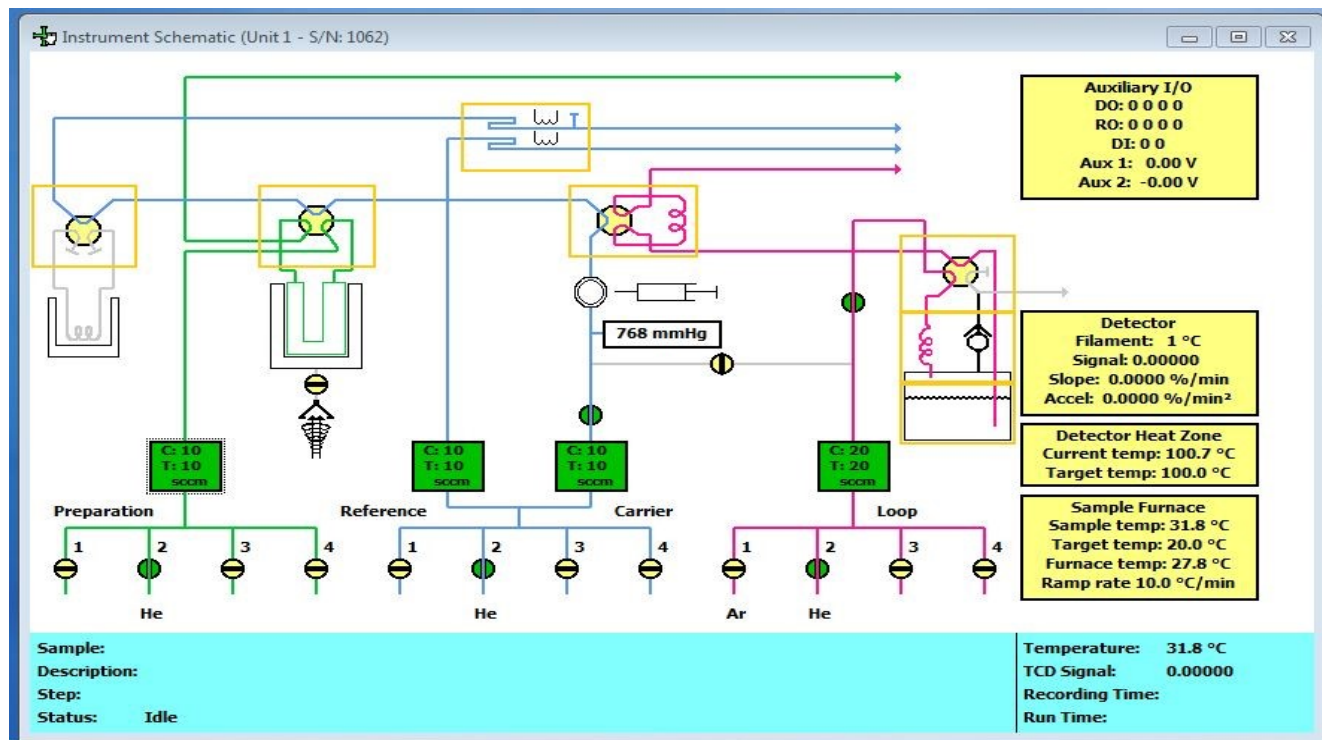 Instrument Schematic (Unit 1 - S/N: 1062)
Auxiliary I/O
DO: 0 0 0 0
RO: 0 0 0 0
DI: 0 0
Aux 1: 0.00 V
Aux 2: -0.00 V
768 mmHg
Detector
Filament: 1 °C
Signal: 0.00000
Slope: 0.0000 %/min
Accel: 0.0000 %/min²
Detector Heat Zone
Current temp: 100.7 °C
Target temp: 100.0 °C
Sample Furnace
Sample temp: 31.8 °C
Target temp: 20.0 °C
Furnace temp: 27.8 °C
Ramp rate 10.0 °C/min
C: 10
T: 10
sccm
C: 10
T: 10
sccm
C: 10
T: 10
sccm
C: 20
T: 20
sccm
Preparation
Reference
Carrier
Loop
1 2 3 4
1 2 3 4
1 2 3 4
He
He
Ar He
Sample:
Description:
Step:
Status: Idle
Temperature: 31.8 °C
TCD Signal: 0.00000
Recording Time:
Run Time: